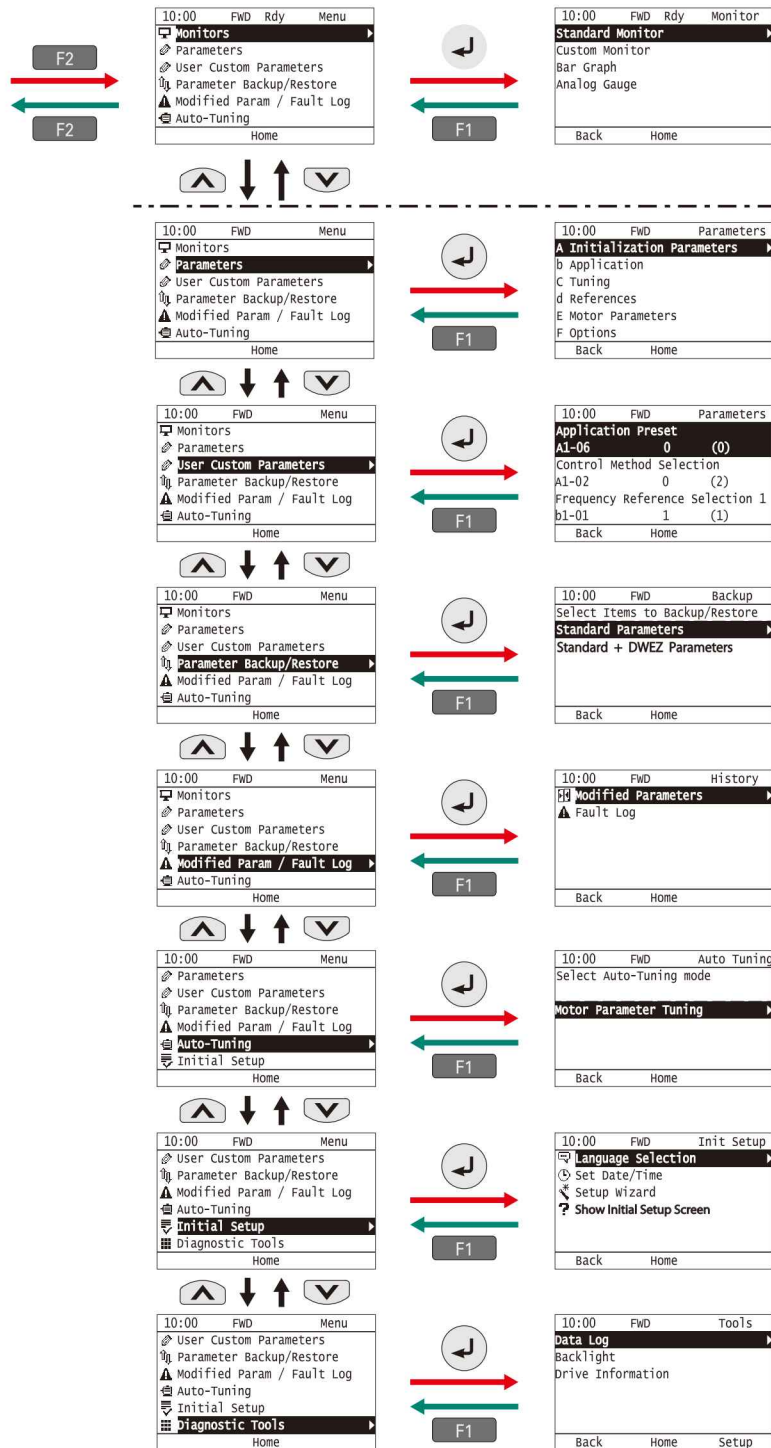 F2
F2
10:00 FWD Rdy Menu
Monitors
Parameters
User Custom Parameters
Parameter Backup/Restore
Modified Param / Fault Log
Auto-Tuning
Home
F1
10:00 FWD Rdy Monitor
Standard Monitor
Custom Monitor
Bar Graph
Analog Gauge
Back Home
10:00 FWD Menu
Monitors
Parameters
User Custom Parameters
Parameter Backup/Restore
Modified Param / Fault Log
Auto-Tuning
Home
F1
10:00 FWD Parameters
A Initialization Parameters
b Application
C Tuning
d References
E Motor Parameters
F Options
Back Home
10:00 FWD Menu
Monitors
Parameters
User Custom Parameters
Parameter Backup/Restore
Modified Param / Fault Log
Auto-Tuning
Home
F1
10:00 FWD Parameters
Application Preset
A1-06 0 (0)
Control Method Selection
A1-02 0 (2)
Frequency Reference Selection 1
b1-01 1 (1)
Back Home
10:00 FWD Menu
Monitors
Parameters
User Custom Parameters
Parameter Backup/Restore
Modified Param / Fault Log
Auto-Tuning
Home
F1
10:00 FWD Backup
Select Items to Backup/Restore
Standard Parameters
Standard + DWEZ Parameters
Back Home
10:00 FWD Menu
Monitors
Parameters
User Custom Parameters
Parameter Backup/Restore
Modified Param / Fault Log
Auto-Tuning
Home
F1
10:00 FWD History
Modified Parameters
Fault Log
Back Home
10:00 FWD Menu
Parameters
User Custom Parameters
Parameter Backup/Restore
Modified Param / Fault Log
Auto-Tuning
Initial Setup
Home
F1
10:00 FWD Auto Tuning
Select Auto-Tuning mode
Motor Parameter Tuning
Back Home
10:00 FWD Menu
User Custom Parameters
Parameter Backup/Restore
Modified Param / Fault Log
Auto-Tuning
Initial Setup
Diagnostic Tools
Home
F1
10:00 FWD Init Setup
Language Selection
Set Date/Time
Setup Wizard
? Show Initial Setup Screen
Back Home
10:00 FWD Menu
User Custom Parameters
Parameter Backup/Restore
Modified Param / Fault Log
Auto-Tuning
Initial Setup
Diagnostic Tools
Home
F1
10:00 FWD Tools
Data Log
Backlight
Drive Information
Back Home Setup